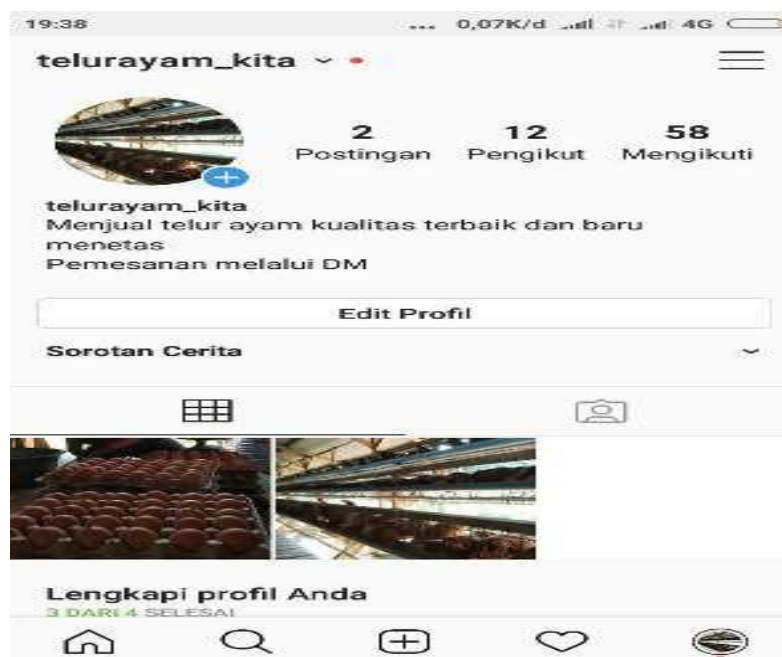 19:38 ... 0,07K/d 4G
telurayam_kita
2 12 58
Postingan Pengikut Mengikuti
telurayam_kita
Menjual telur ayam kualitas terbaik dan baru
menetas
Pemesanan melalui DM
Edit Profil
Sorotan Cerita
Lengkapi profil Anda
3 DARI 4 SELESAI